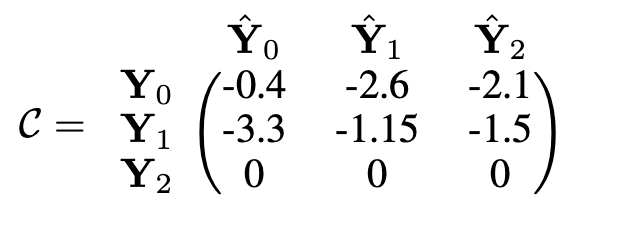 Ŷ₀ Ŷ₁ Ŷ₂
Y₀ -0.4 -2.6 -2.1
𝒞 = Y₁ -3.3 -1.15 -1.5
Y₂ 0 0 0